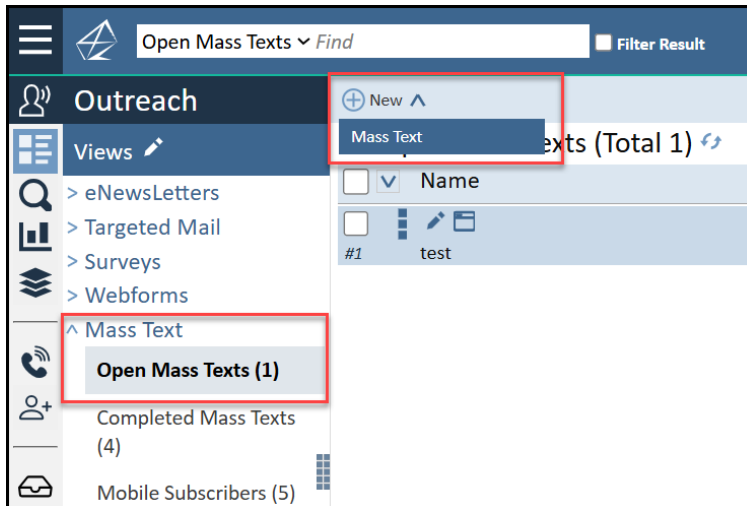 Open Mass Texts Find
Filter Result
Outreach
New
Mass Text
Views
exts (Total 1)
Name
> eNewsLetters
> Targeted Mail
> Surveys
> Webforms
#1 test
Mass Text
Open Mass Texts (1)
Completed Mass Texts
(4)
Mobile Subscribers (5)